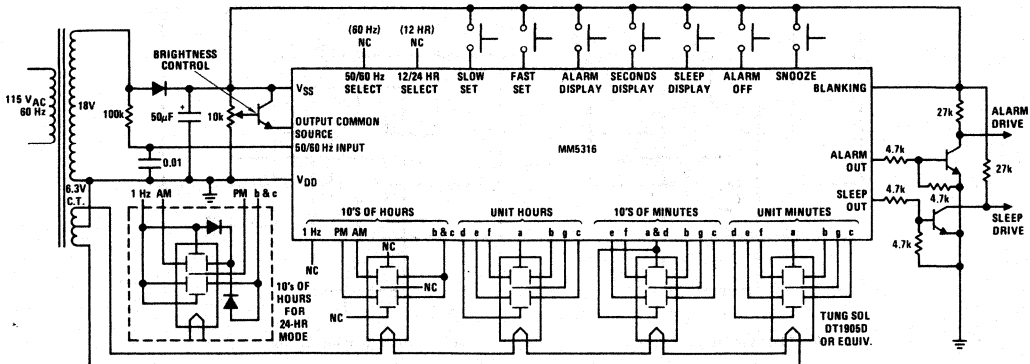 (60 Hz)
NC
(12 HR)
NC
BRIGHTNESS
CONTROL
50/60 Hz
SELECT
12/24 HR
SELECT
SLOW
SET
FAST
SET
ALARM
DISPLAY
SECONDS
DISPLAY
SLEEP
DISPLAY
ALARM
OFF
SNOOZE
115 VAC
60 Hz
18V
100k
50µF
+
10k
VSS
BLANKING
OUTPUT COMMON
SOURCE
50/60 Hz INPUT
0.01
MM5316
VDD
27k
ALARM
DRIVE
4.7k
ALARM
OUT
27k
4.7k
4.7k
SLEEP
OUT
SLEEP
DRIVE
4.7k
6.3V
C.T.
1 Hz AM
PM b & c
10's OF
HOURS
FOR
24-HR
MODE
10'S OF HOURS
UNIT HOURS
10'S OF MINUTES
UNIT MINUTES
1 Hz PM AM b & c
d e f a b g c
e f a & d b g c
d e f a b g c
NC
NC
NC
NC
TUNG SOL
DT1905D
OR EQUIV.